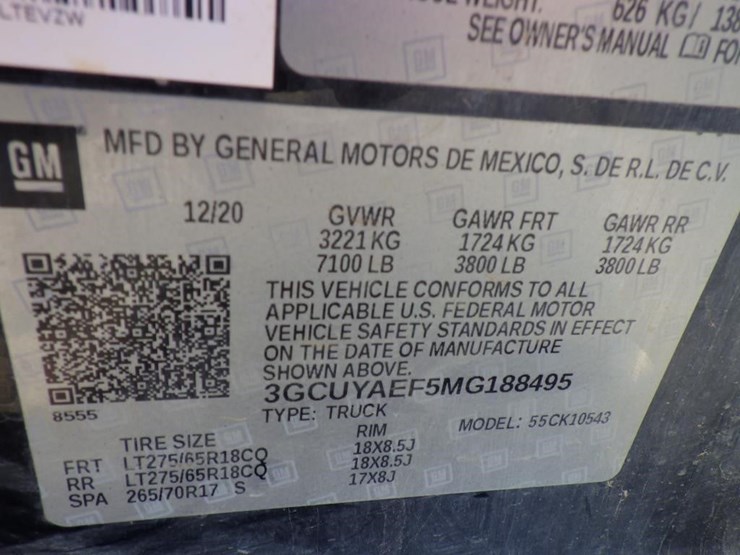 LTEVZW
626 KG/ 138
SEE OWNER'S MANUAL FO
GM
MFD BY GENERAL MOTORS DE MEXICO, S. DE R.L. DE C.V.
12/20 GVWR GAWR FRT GAWR RR
3221 KG 1724 KG 1724 KG
7100 LB 3800 LB 3800 LB
THIS VEHICLE CONFORMS TO ALL
APPLICABLE U.S. FEDERAL MOTOR
VEHICLE SAFETY STANDARDS IN EFFECT
ON THE DATE OF MANUFACTURE
SHOWN ABOVE.
3GCUYAEF5MG188495
8555
TYPE: TRUCK MODEL: 55CK10543
TIRE SIZE RIM
FRT LT275/65R18CQ 18X8.5J
RR LT275/65R18CQ 18X8.5J
SPA 265/70R17 S 17X8J